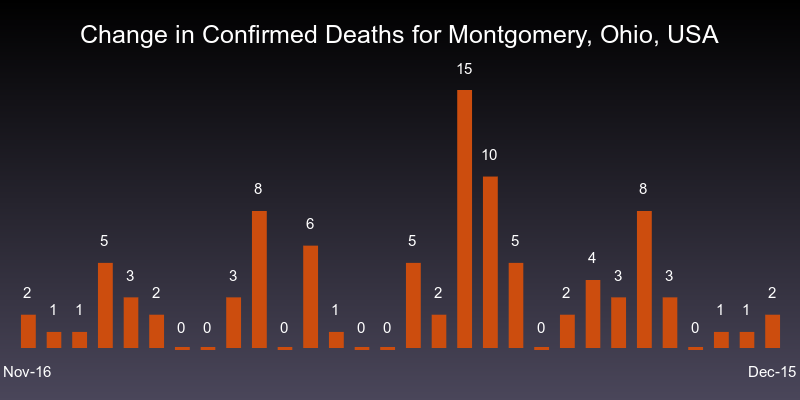 Change in Confirmed Deaths for Montgomery, Ohio, USA
2 1 1 5 3 2 0 0 3 8 0 6 1 0 0 5 2 15 10 5 0 2 4 3 8 3 0 1 1 2
Nov-16 Dec-15